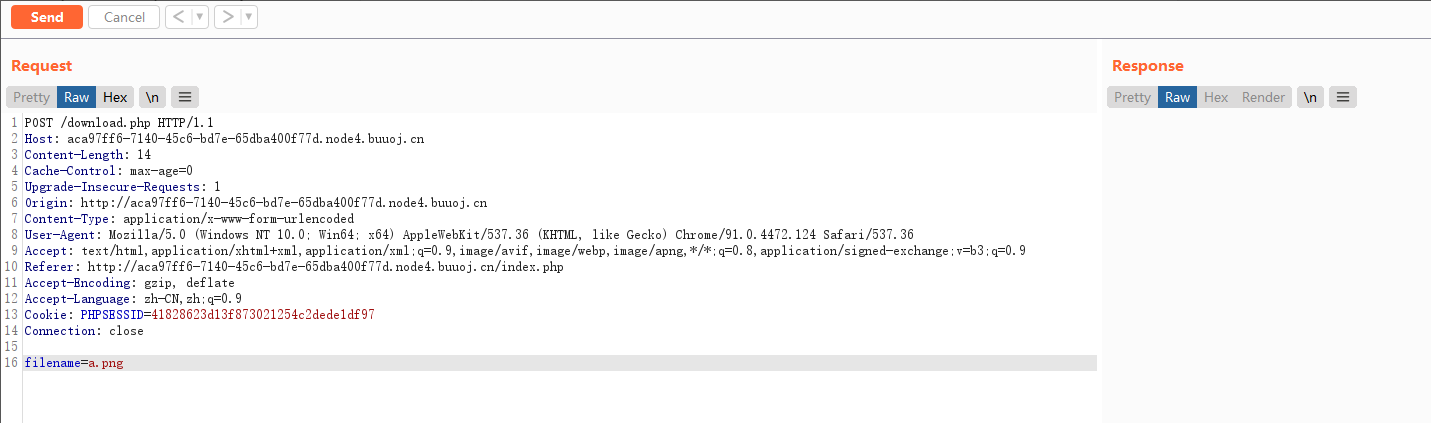 Send Cancel < > 
Request
Pretty Raw Hex \n
1 POST /download.php HTTP/1.1
2 Host: aca97ff6-7140-45c6-bd7e-65dba400f77d.node4.buuoj.cn
3 Content-Length: 14
4 Cache-Control: max-age=0
5 Upgrade-Insecure-Requests: 1
6 Origin: http://aca97ff6-7140-45c6-bd7e-65dba400f77d.node4.buuoj.cn
7 Content-Type: application/x-www-form-urlencoded
8 User-Agent: Mozilla/5.0 (Windows NT 10.0; Win64; x64) AppleWebKit/537.36 (KHTML, like Gecko) Chrome/91.0.4472.124 Safari/537.36
9 Accept: text/html,application/xhtml+xml,application/xml;q=0.9,image/avif,image/webp,image/apng,*/*;q=0.8,application/signed-exchange;v=b3;q=0.9
10 Referer: http://aca97ff6-7140-45c6-bd7e-65dba400f77d.node4.buuoj.cn/index.php
11 Accept-Encoding: gzip, deflate
12 Accept-Language: zh-CN,zh;q=0.9
13 Cookie: PHPSESSID=41828623d13f873021254c2dede1df97
14 Connection: close
15
16 filename=a.png
Response
Pretty Raw Hex Render \n